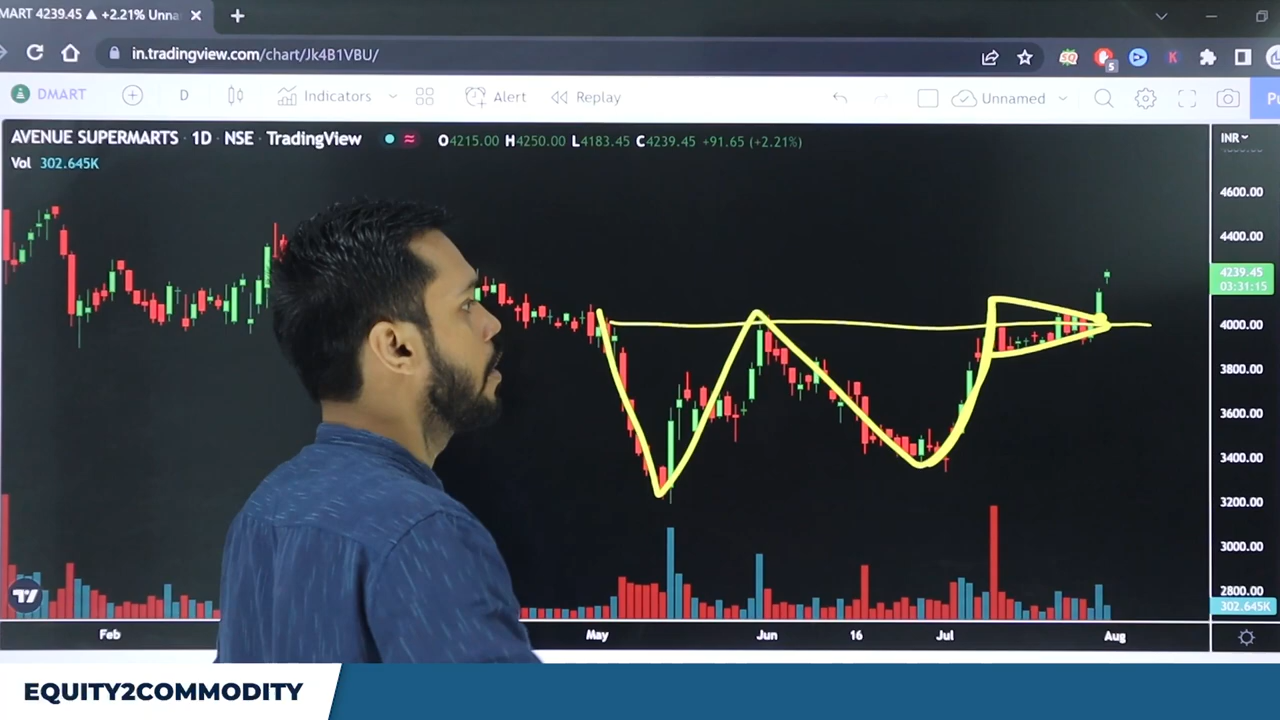 MART 4239.45 ▲ +2.21% Unna
in.tradingview.com/chart/Jk4B1VBU/
5
K
DMART
D
Indicators
Alert
Replay
Unnamed
AVENUE SUPERMARTS · 1D · NSE · TradingView
O4215.00 H4250.00 L4183.45 C4239.45 +91.65 (+2.21%)
INR
Vol 302.645K
4600.00
4400.00
4239.45
03:31:15
4000.00
3800.00
3600.00
3400.00
3200.00
3000.00
2800.00
302.645K
Feb
May
Jun
16
Jul
Aug
EQUITY2COMMODITY